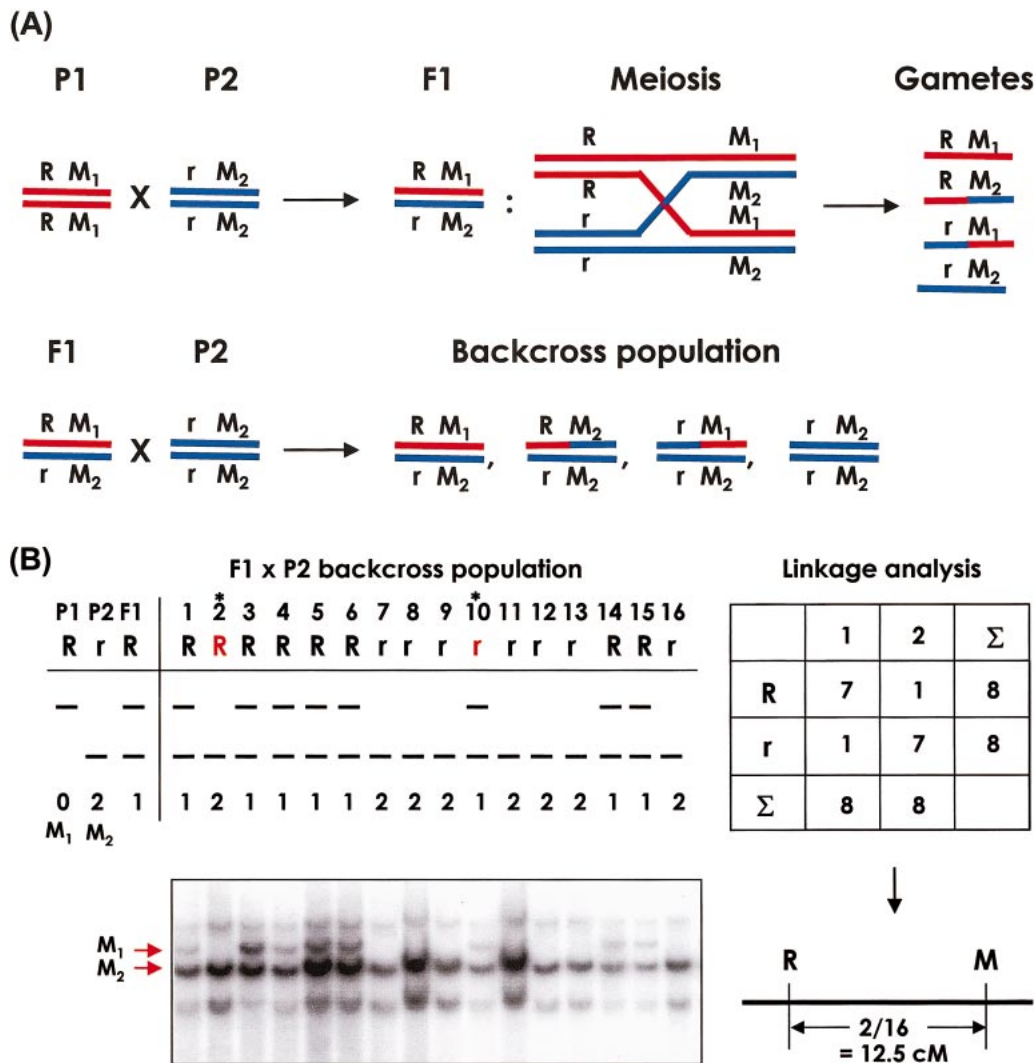 (A)
P1 P2 F1 Meiosis Gametes
R M₁ r M₂ R M₁ R M₁ R M₁
X : R M₂ R M₂
R M₁ r M₂ r M₂ r M₁ r M₁
r M₂ r M₂
F1 P2 Backcross population
R M₁ r M₂ R M₁ R M₂ r M₁ r M₂
X , , ,
r M₂ r M₂ r M₂ r M₂ r M₂ r M₂
(B)
F1 x P2 backcross population
* *
P1 P2 F1 1 2 3 4 5 6 7 8 9 10 11 12 13 14 15 16
R r R R R R R R R r r r r r r r R R r
0 2 1 1 2 1 1 1 1 2 2 2 1 2 2 2 1 1 2
M₁ M₂
M₁
M₂
Linkage analysis
1 2 Σ
R 7 1 8
r 1 7 8
Σ 8 8
R M
2/16
= 12.5 cM